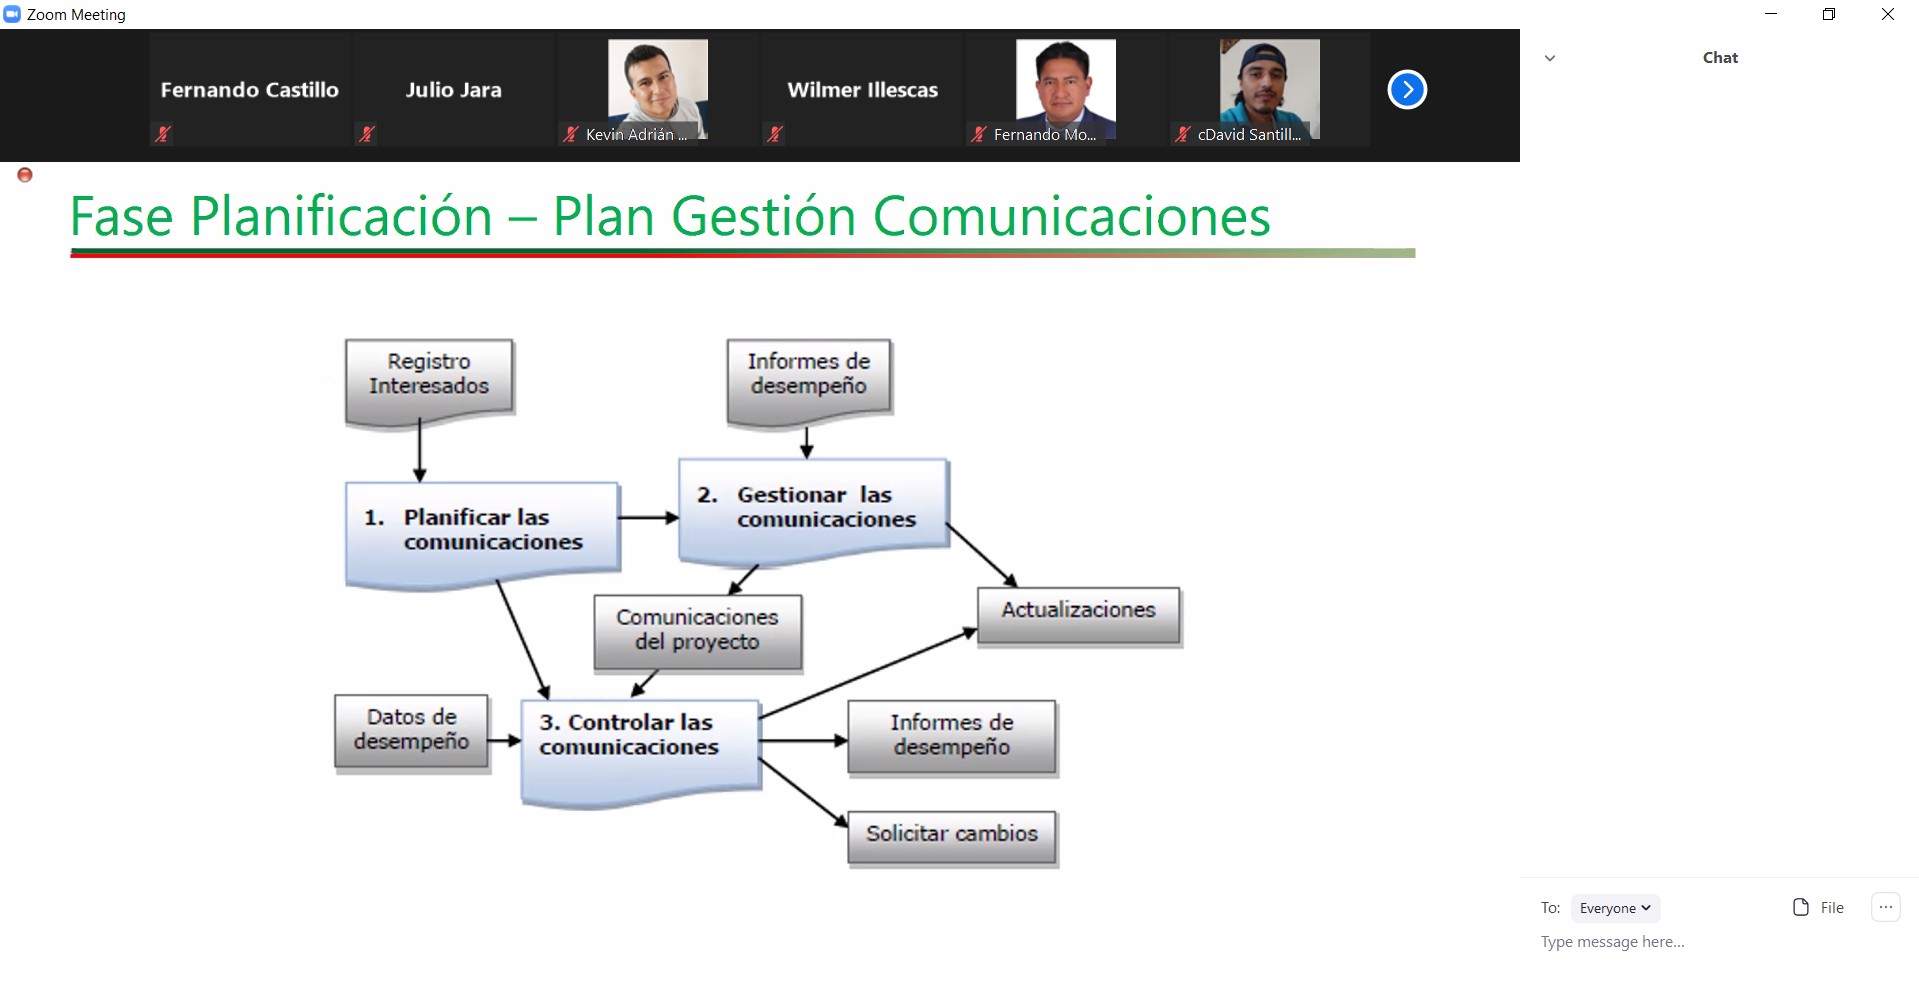 Zoom Meeting
Fernando Castillo
Julio Jara
Kevin Adrián ...
Wilmer Illescas
Fernando Mo...
cDavid Santill...
Chat
Fase Planificación – Plan Gestión Comunicaciones
Registro
Interesados
Informes de
desempeño
1. Planificar las
comunicaciones
2. Gestionar las
comunicaciones
Comunicaciones
del proyecto
Actualizaciones
Datos de
desempeño
3. Controlar las
comunicaciones
Informes de
desempeño
Solicitar cambios
To: Everyone
File
Type message here...